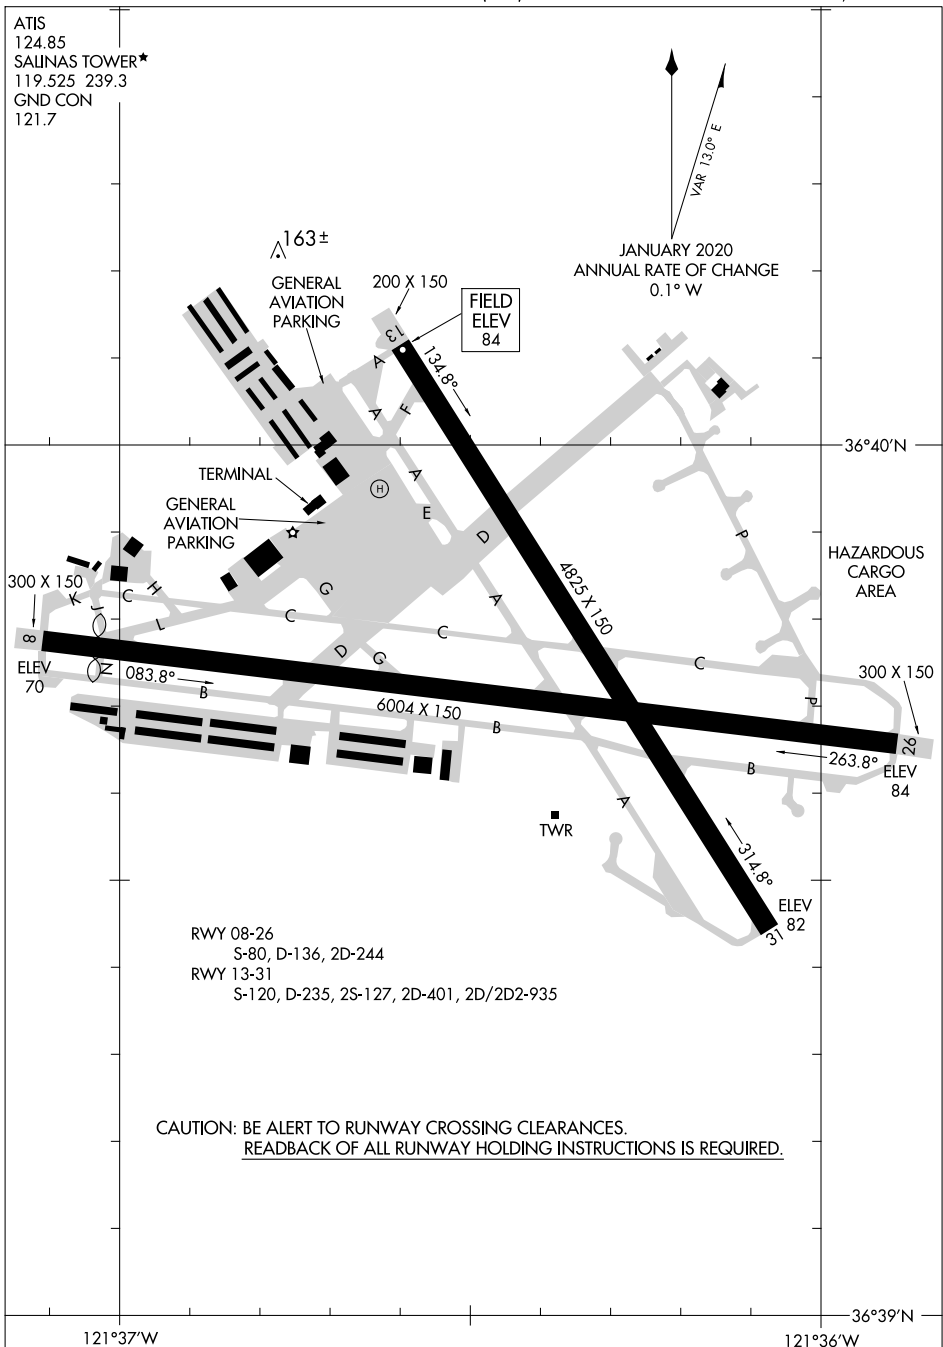 ATIS
124.85
SALINAS TOWER★
119.525 239.3
GND CON
121.7
VAR 13.0° E
JANUARY 2020
ANNUAL RATE OF CHANGE
0.1° W
163±
GENERAL
AVIATION
PARKING
200 X 150
FIELD
ELEV
84
13
134.8°
A
A
F
A
E
D
A
36°40'N
TERMINAL
GENERAL
AVIATION
PARKING
H
P
HAZARDOUS
CARGO
AREA
4825 X 150
300 X 150
K
J
C
H
L
G
C
C
C
D
G
8
ELEV
70
N
083.8°
B
6004 X 150
B
P
300 X 150
26
263.8°
ELEV
84
B
A
TWR
314.8°
ELEV
82
31
RWY 08-26
S-80, D-136, 2D-244
RWY 13-31
S-120, D-235, 2S-127, 2D-401, 2D/2D2-935
CAUTION: BE ALERT TO RUNWAY CROSSING CLEARANCES.
READBACK OF ALL RUNWAY HOLDING INSTRUCTIONS IS REQUIRED.
36°39'N
121°37'W
121°36'W